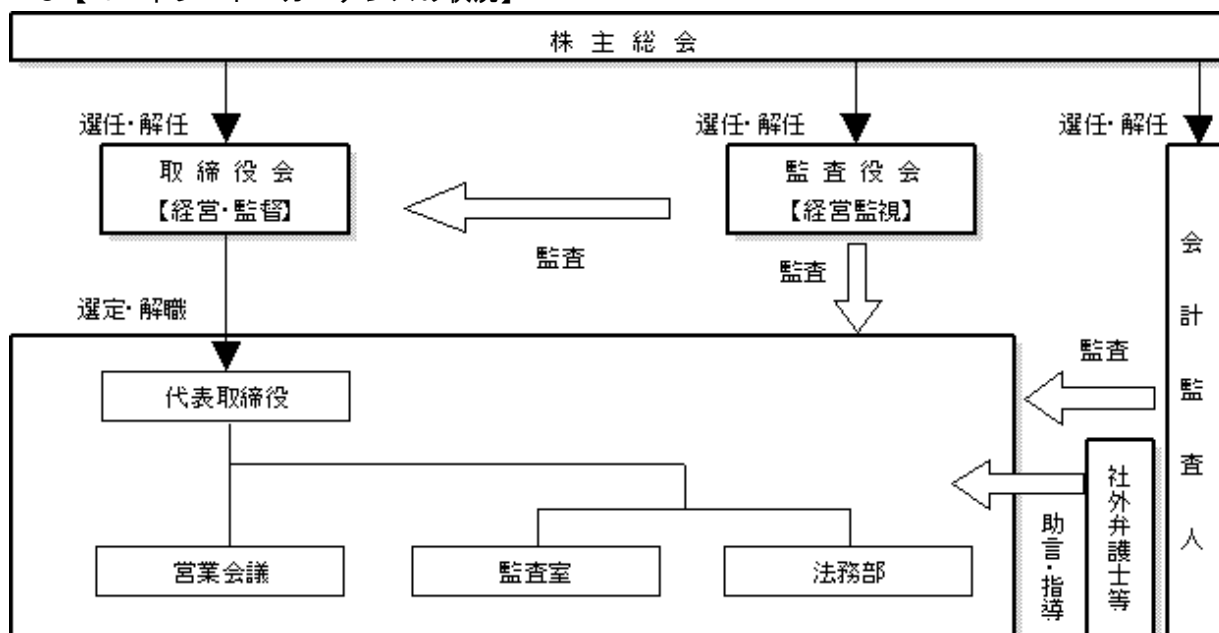 株主総会
選任・解任
選任・解任
選任・解任
取締役会
【経営・監督】
監査役会
【経営監視】
監査
監査
選定・解職
監査
代表取締役
会計監査人
社外弁護士等
助言・指導
営業会議
監査室
法務部